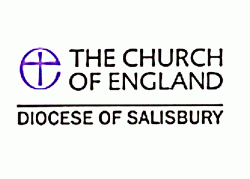 THE CHURCH
OF ENGLAND
DIOCESE OF SALISBURY